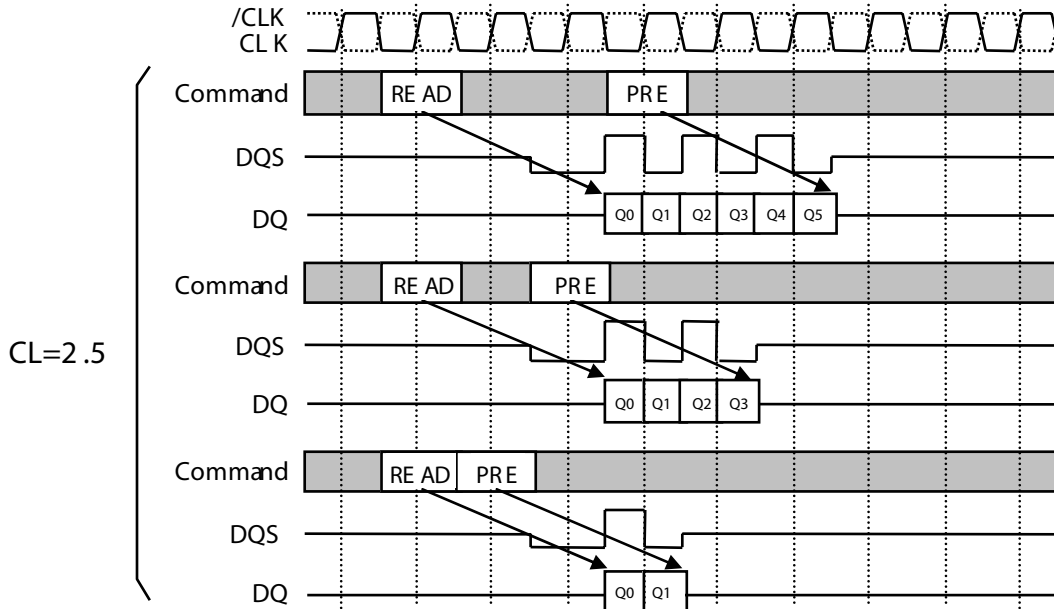 /CLK
CLK
Command READ PRE
DQS
DQ Q0 Q1 Q2 Q3 Q4 Q5
Command READ PRE
CL=2.5
DQS
DQ Q0 Q1 Q2 Q3
Command READ PRE
DQS
DQ Q0 Q1